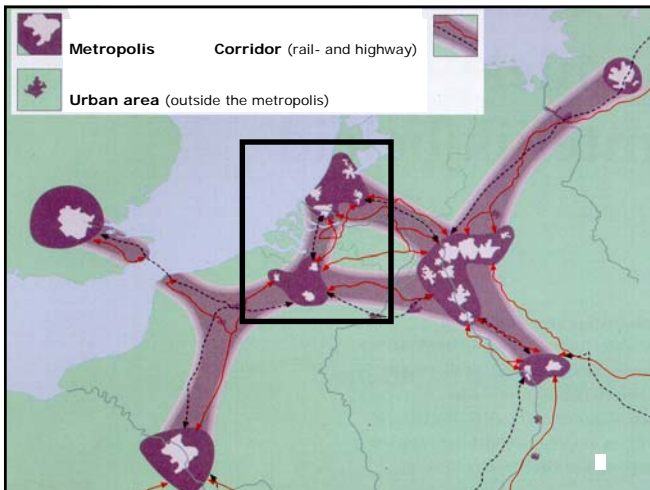 Metropolis Corridor (rail- and highway)
Urban area (outside the metropolis)